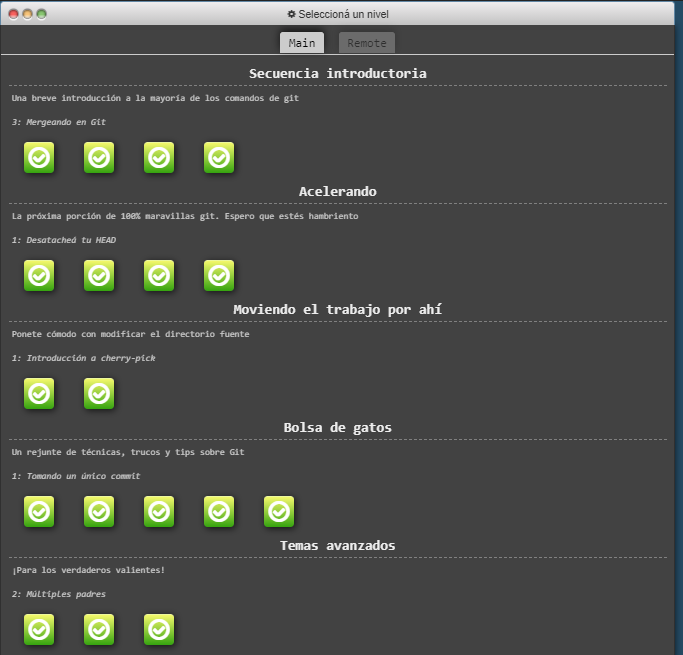 Seleccioná un nivel
Main Remote
Secuencia introductoria
Una breve introducción a la mayoría de los comandos de git
3: Mergeando en Git
Acelerando
La próxima porción de 100% maravillas git. Espero que estés hambriento
1: Desatacheá tu HEAD
Moviendo el trabajo por ahí
Ponete cómodo con modificar el directorio fuente
1: Introducción a cherry-pick
Bolsa de gatos
Un rejunte de técnicas, trucos y tips sobre Git
1: Tomando un único commit
Temas avanzados
¡Para los verdaderos valientes!
2: Múltiples padres